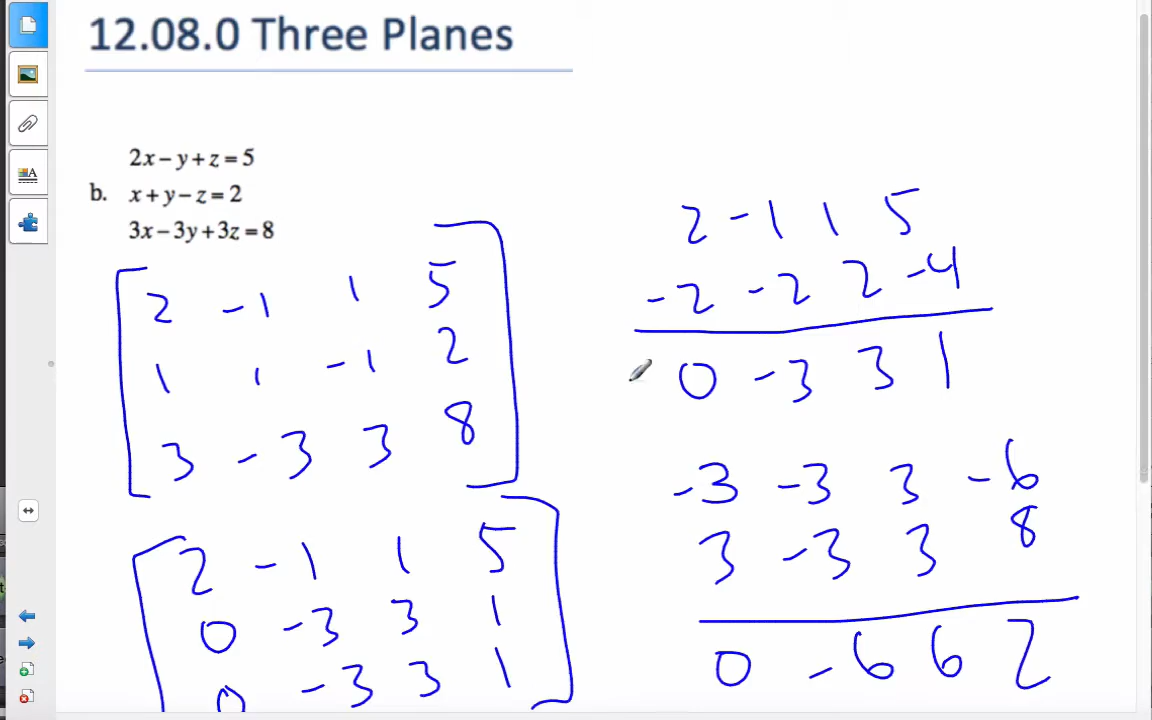 12.08.0 Three Planes
2x − y + z = 5
b. x + y − z = 2
3x − 3y + 3z = 8
2 -1 1 5
1 1 -1 2
3 -3 3 8
2 -1 1 5
0 -3 3 1
0 -3 3 1
2 -1 1 5
-2 -2 2 -4
0 -3 3 1
-3 -3 3 -6
3 -3 3 8
0 -6 6 2